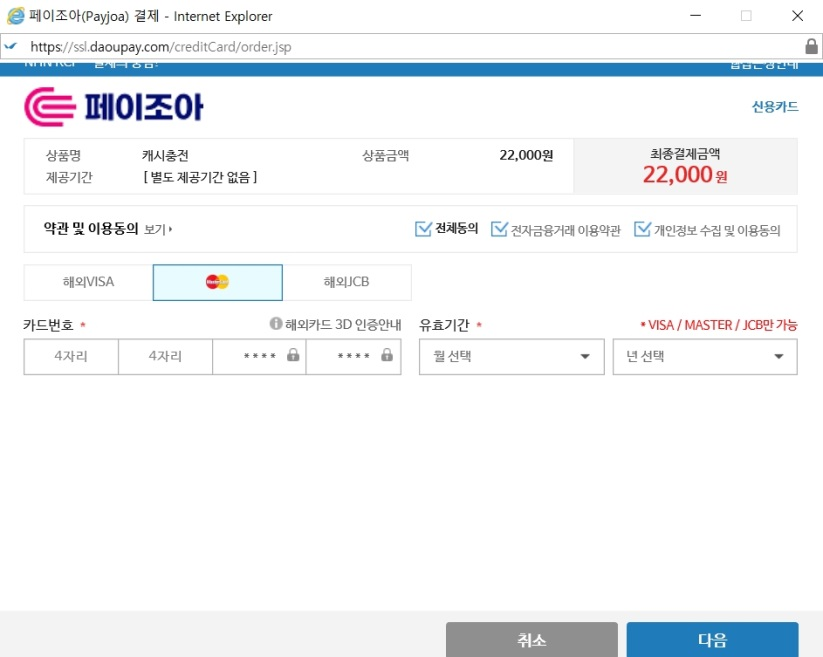 페이조아(Payjoa) 결제 - Internet Explorer
https://ssl.daoupay.com/creditCard/order.jsp
페이조아
신용카드
상품명 캐시충전 상품금액 22,000원
제공기간 [ 별도 제공기간 없음 ]
최종결제금액
22,000 원
약관 및 이용동의 보기 전체동의 전자금융거래 이용약관 개인정보 수집 및 이용동의
해외VISA MasterCard 해외JCB
카드번호 * 해외카드 3D 인증안내 유효기간 * * VISA / MASTER / JCB만 가능
4자리 4자리 **** **** 월 선택 년 선택
취소 다음